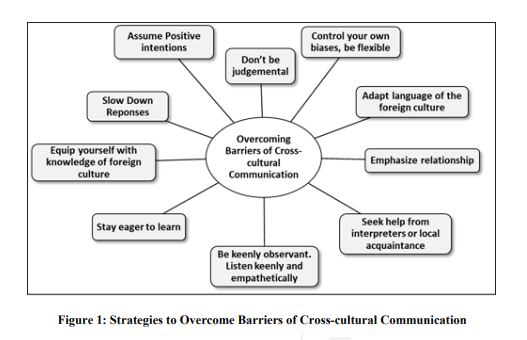 Assume Positive
intentions
Don't be
judgemental
Control your own
biases, be flexible
Slow Down
Reponses
Adapt language of the
foreign culture
Overcoming
Barriers of Cross-
cultural
Communication
Equip yourself with
knowledge of foreign
culture
Emphasize relationship
Stay eager to learn
Seek help from
interpreters or local
acquaintance
Be keenly observant.
Listen keenly and
empathetically
Figure 1: Strategies to Overcome Barriers of Cross-cultural Communication